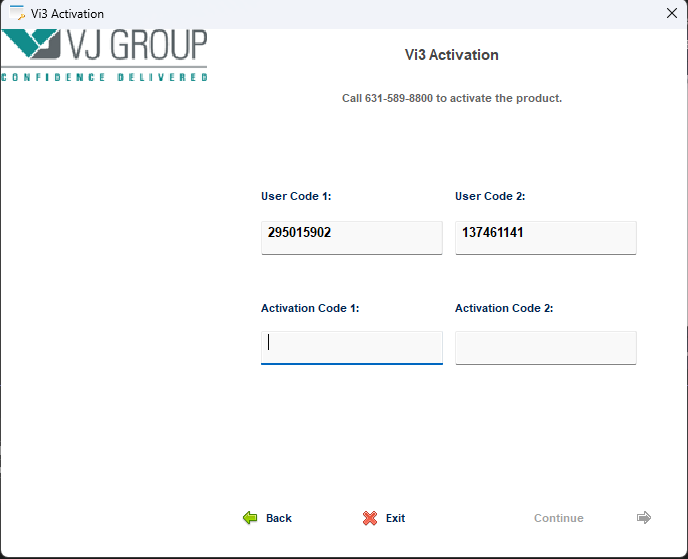 Vi3 Activation
VJ GROUP
CONFIDENCE DELIVERED
Vi3 Activation
Call 631-589-8800 to activate the product.
User Code 1:
User Code 2:
295015902
137461141
Activation Code 1:
Activation Code 2:
Back
Exit
Continue